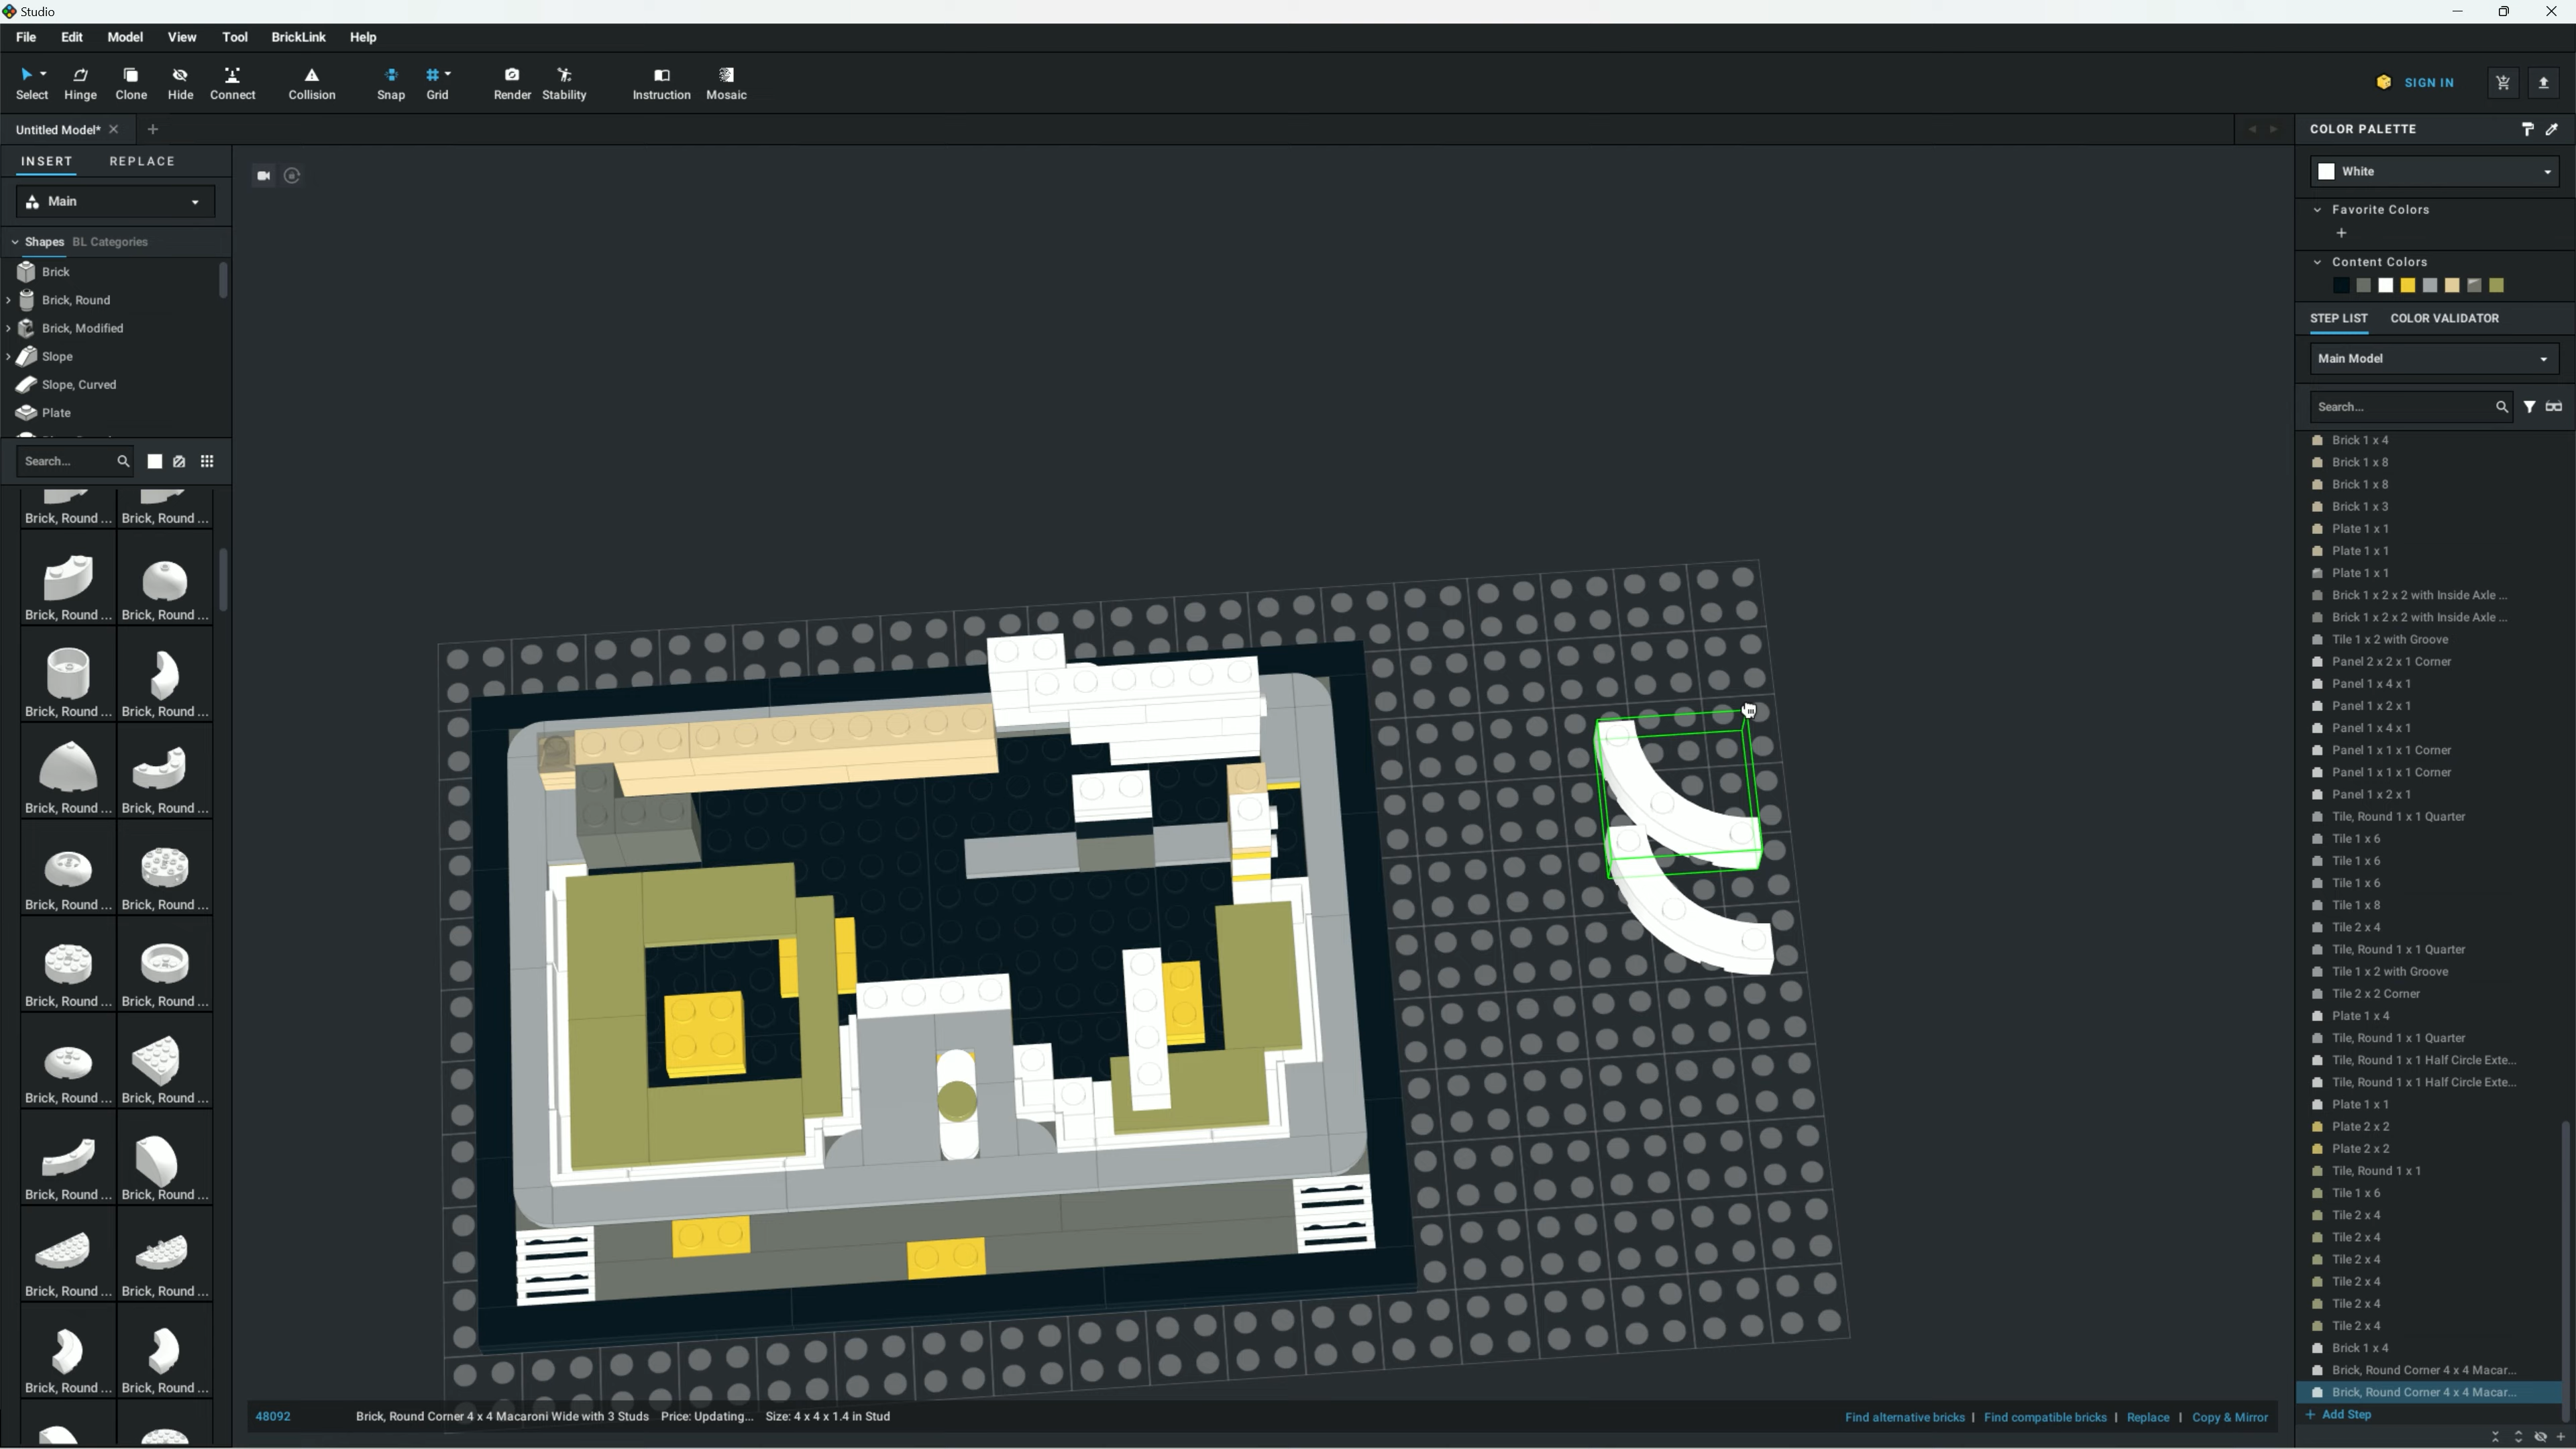 Studio
File Edit Model View Tool BrickLink Help
Select Hinge Clone Hide Connect Collision Snap Grid Render Stability Instruction Mosaic
SIGN IN
Untitled Model*
INSERT REPLACE
Main
Shapes BL Categories
Brick
Brick, Round
Brick, Modified
Slope
Slope, Curved
Plate
Search...
Brick, Round ... Brick, Round ...
Brick, Round ... Brick, Round ...
Brick, Round ... Brick, Round ...
Brick, Round ... Brick, Round ...
Brick, Round ... Brick, Round ...
Brick, Round ... Brick, Round ...
Brick, Round ... Brick, Round ...
Brick, Round ... Brick, Round ...
Brick, Round ... Brick, Round ...
Brick, Round ... Brick, Round ...
48092 Brick, Round Corner 4 x 4 Macaroni Wide with 3 Studs Price: Updating... Size: 4 x 4 x 1.4 in Stud
Find alternative bricks | Find compatible bricks | Replace | Copy & Mirror
COLOR PALETTE
White
Favorite Colors
+
Content Colors
STEP LIST COLOR VALIDATOR
Main Model
Search...
Brick 1 x 4
Brick 1 x 8
Brick 1 x 8
Brick 1 x 3
Plate 1 x 1
Plate 1 x 1
Plate 1 x 1
Brick 1 x 2 x 2 with Inside Axle ...
Brick 1 x 2 x 2 with Inside Axle ...
Tile 1 x 2 with Groove
Panel 2 x 2 x 1 Corner
Panel 1 x 4 x 1
Panel 1 x 2 x 1
Panel 1 x 4 x 1
Panel 1 x 1 x 1 Corner
Panel 1 x 1 x 1 Corner
Panel 1 x 2 x 1
Tile, Round 1 x 1 Quarter
Tile 1 x 6
Tile 1 x 6
Tile 1 x 6
Tile 1 x 8
Tile 2 x 4
Tile, Round 1 x 1 Quarter
Tile 1 x 2 with Groove
Tile 2 x 2 Corner
Plate 1 x 4
Tile, Round 1 x 1 Quarter
Tile, Round 1 x 1 Half Circle Exte...
Tile, Round 1 x 1 Half Circle Exte...
Plate 1 x 1
Plate 2 x 2
Plate 2 x 2
Tile, Round 1 x 1
Tile 1 x 6
Tile 2 x 4
Tile 2 x 4
Tile 2 x 4
Tile 2 x 4
Tile 2 x 4
Tile 2 x 4
Brick 1 x 4
Brick, Round Corner 4 x 4 Macar...
Brick, Round Corner 4 x 4 Macar...
+ Add Step